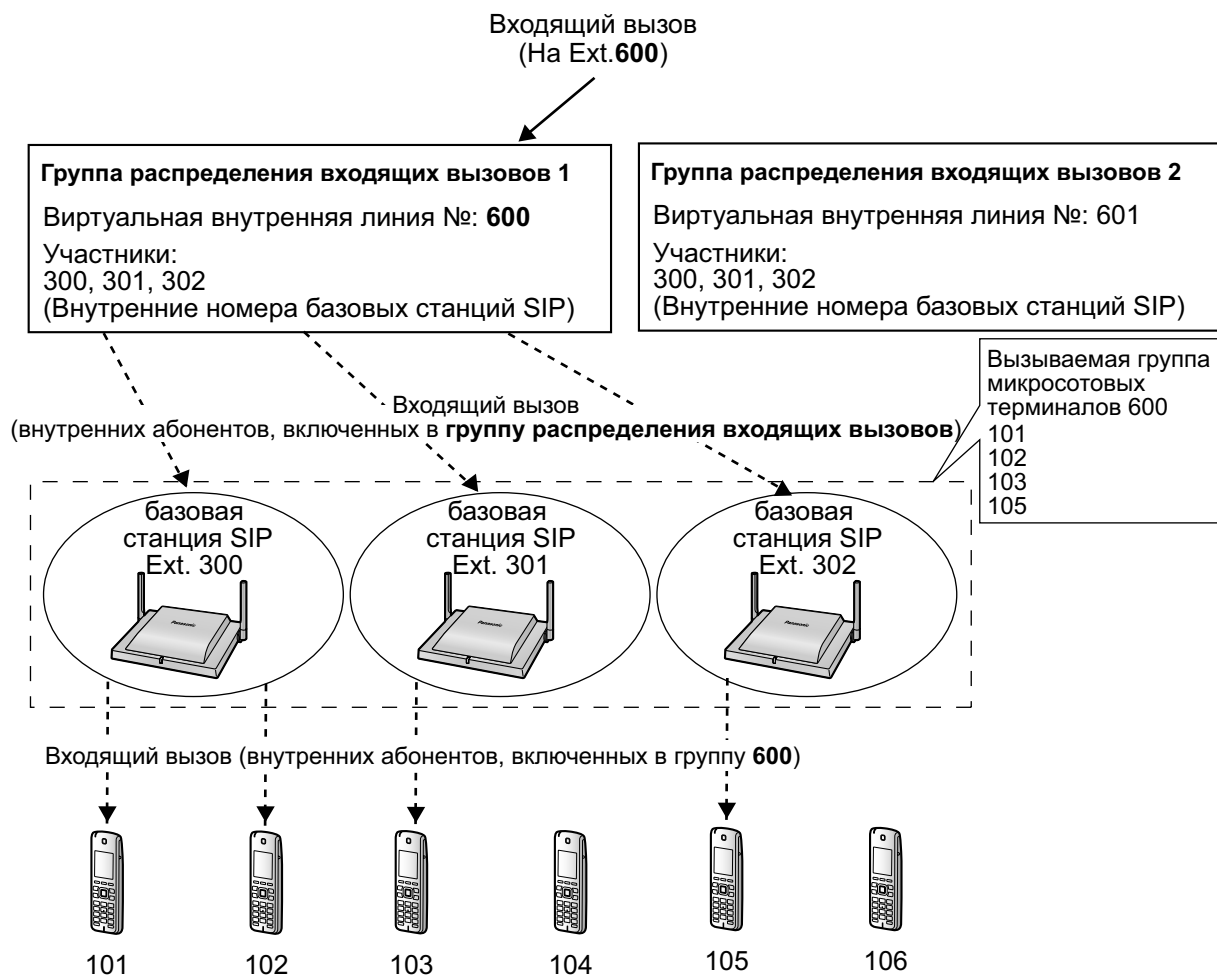 Входящий вызов
(На Ext.600)
Группа распределения входящих вызовов 1
Виртуальная внутренняя линия №: 600
Участники:
300, 301, 302
(Внутренние номера базовых станций SIP)
Группа распределения входящих вызовов 2
Виртуальная внутренняя линия №: 601
Участники:
300, 301, 302
(Внутренние номера базовых станций SIP)
Вызываемая группа
микросотовых
терминалов 600
101
102
103
105
Входящий вызов
(внутренних абонентов, включенных в группу распределения входящих вызовов)
базовая
станция SIP
Ext. 300
Panasonic
базовая
станция SIP
Ext. 301
Panasonic
базовая
станция SIP
Ext. 302
Panasonic
Входящий вызов (внутренних абонентов, включенных в группу 600)
101
102
103
104
105
106